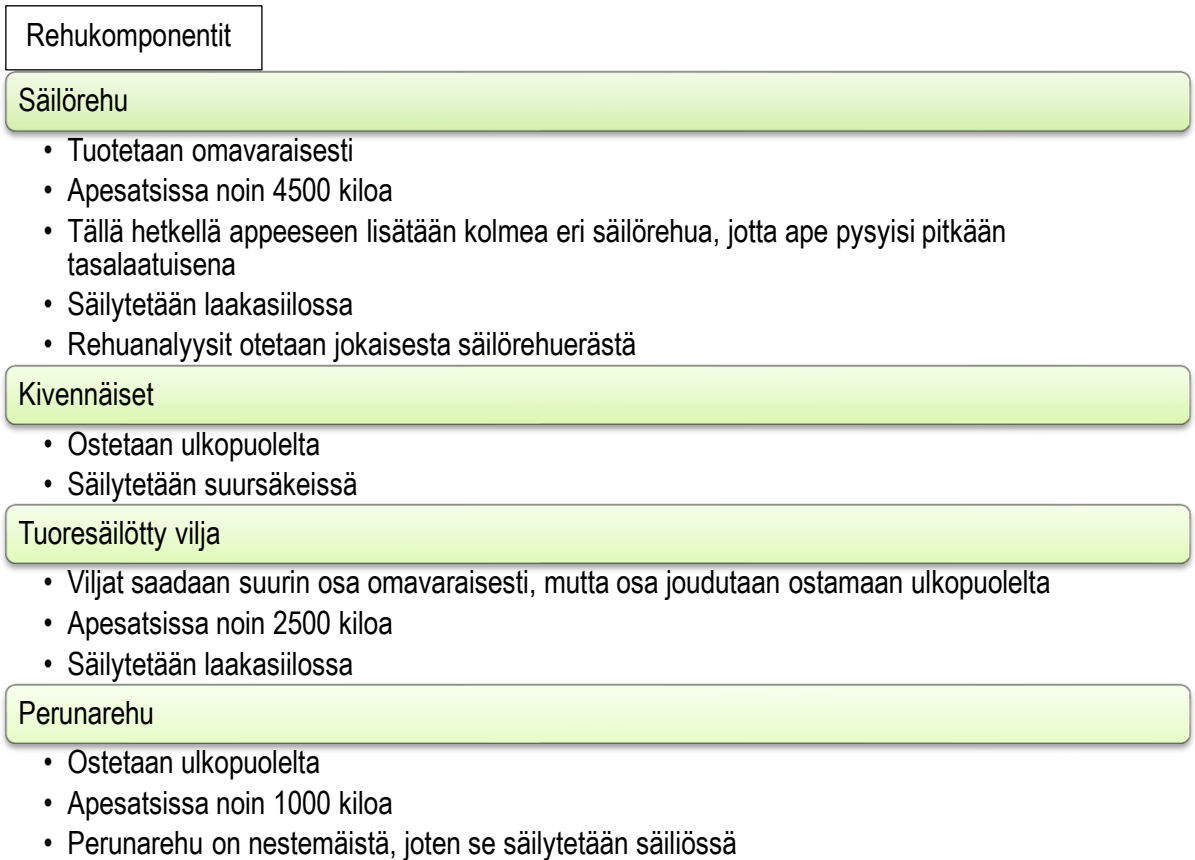 Rehukomponentit
Säilörehu
• Tuotetaan omavaraisesti
• Apesatsissa noin 4500 kiloa
• Tällä hetkellä appeeseen lisätään kolmea eri säilörehua, jotta ape pysyisi pitkään
tasalaatuisena
• Säilytetään laakasiilossa
• Rehuanalyysit otetaan jokaisesta säilörehuerästä
Kivennäiset
• Ostetaan ulkopuolelta
• Säilytetään suursäkeissä
Tuoresäilötty vilja
• Viljat saadaan suurin osa omavaraisesti, mutta osa joudutaan ostamaan ulkopuolelta
• Apesatsissa noin 2500 kiloa
• Säilytetään laakasiilossa
Perunarehu
• Ostetaan ulkopuolelta
• Apesatsissa noin 1000 kiloa
• Perunarehu on nestemäistä, joten se säilytetään säiliössä